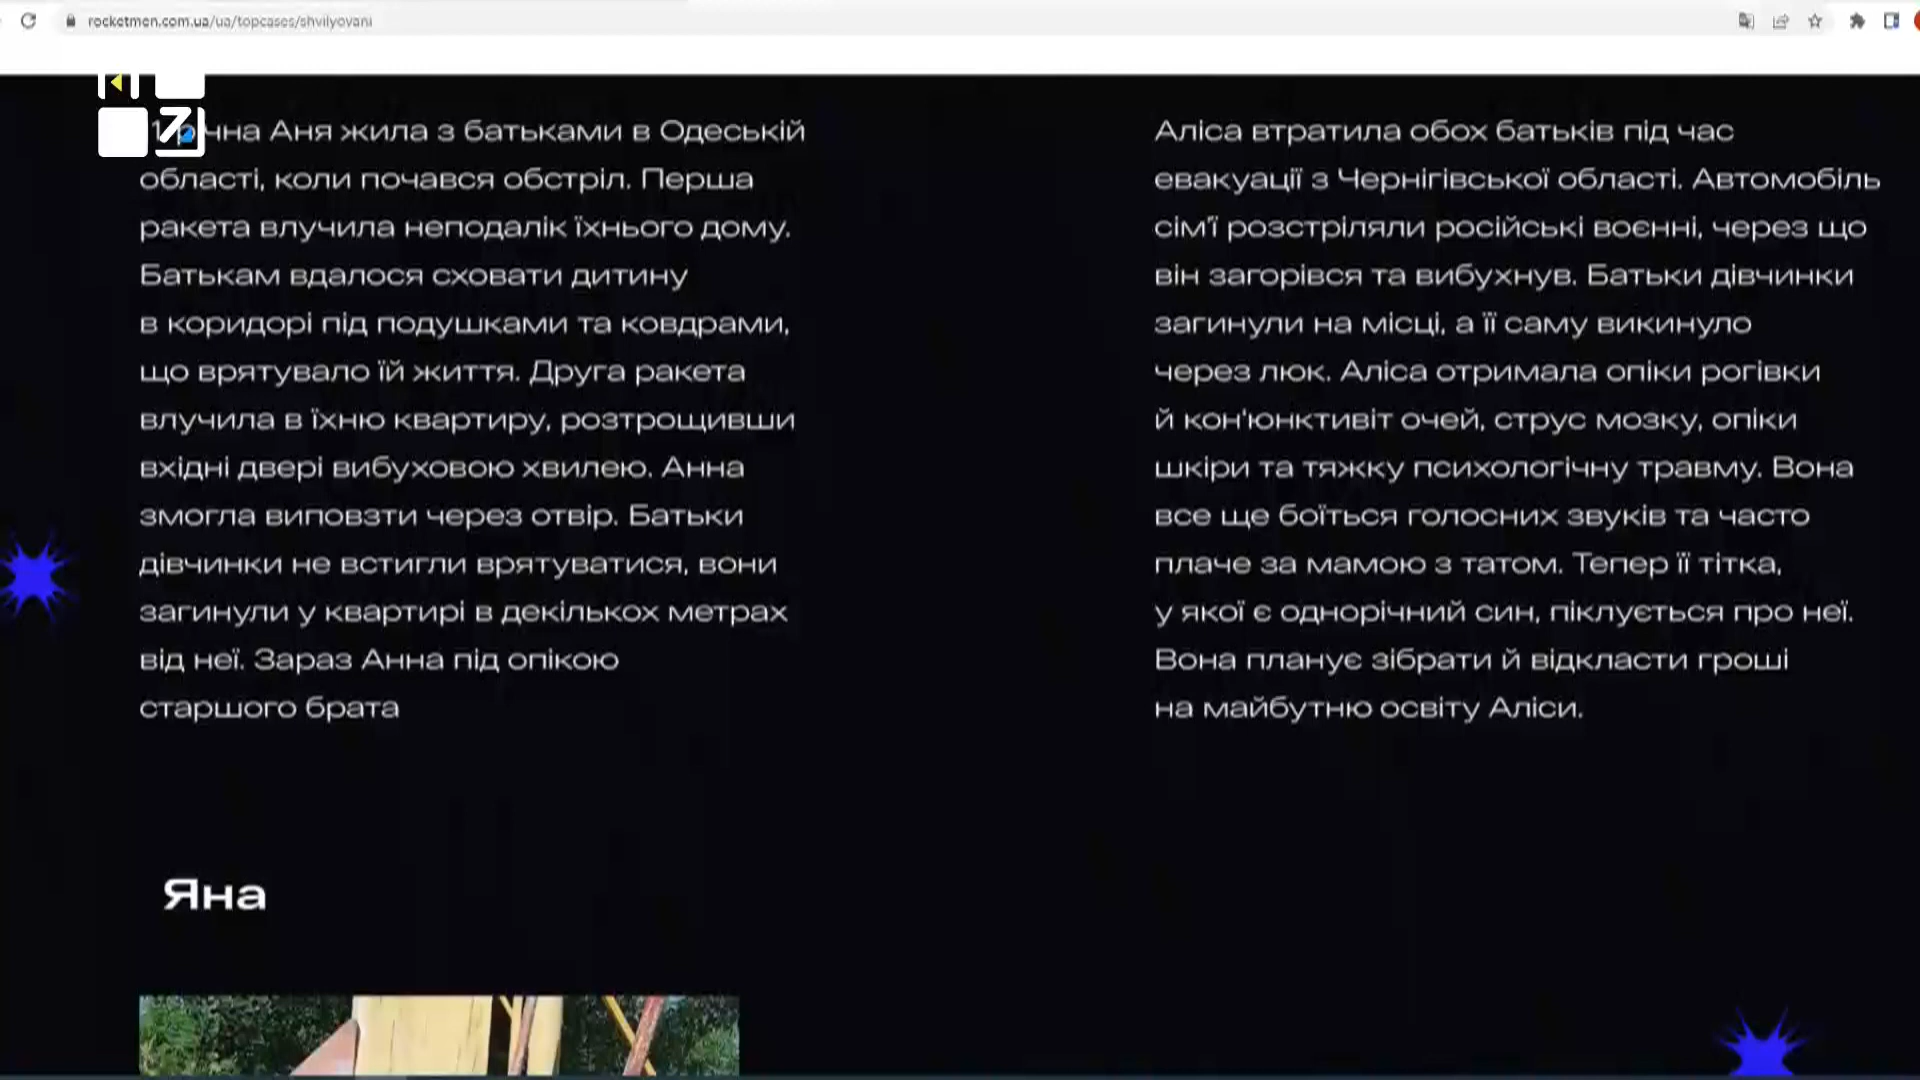 rocketmen.com.ua/ua/topcases/shvilyovani
річна Аня жила з батьками в Одеській
області, коли почався обстріл. Перша
ракета влучила неподалік їхнього дому.
Батькам вдалося сховати дитину
в коридорі під подушками та ковдрами,
що врятувало їй життя. Друга ракета
влучила в їхню квартиру, розтрощивши
вхідні двері вибуховою хвилею. Анна
змогла виповзти через отвір. Батьки
дівчинки не встигли врятуватися, вони
загинули у квартирі в декількох метрах
від неї. Зараз Анна під опікою
старшого брата
Аліса втратила обох батьків під час
евакуації з Чернігівської області. Автомобіль
сім'ї розстріляли російські воєнні, через що
він загорівся та вибухнув. Батьки дівчинки
загинули на місці, а її саму викинуло
через люк. Аліса отримала опіки рогівки
й кон'юнктивіт очей, струс мозку, опіки
шкіри та тяжку психологічну травму. Вона
все ще боїться голосних звуків та часто
плаче за мамою з татом. Тепер її тітка,
у якої є однорічний син, піклується про неї.
Вона планує зібрати й відкласти гроші
на майбутню освіту Аліси.
Яна